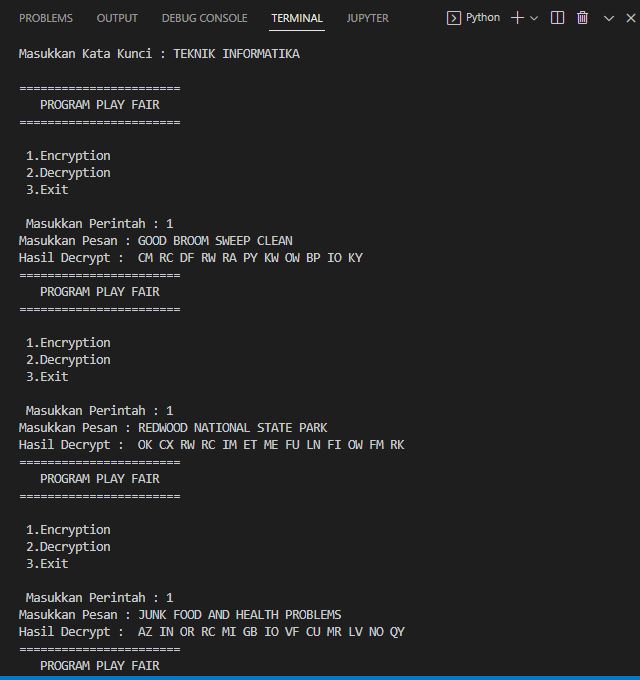 PROBLEMS OUTPUT DEBUG CONSOLE TERMINAL JUPYTER Python
Masukkan Kata Kunci : TEKNIK INFORMATIKA
=======================
PROGRAM PLAY FAIR
=======================
1.Encryption
2.Decryption
3.Exit
Masukkan Perintah : 1
Masukkan Pesan : GOOD BROOM SWEEP CLEAN
Hasil Decrypt : CM RC DF RW RA PY KW OW BP IO KY
=======================
PROGRAM PLAY FAIR
=======================
1.Encryption
2.Decryption
3.Exit
Masukkan Perintah : 1
Masukkan Pesan : REDWOOD NATIONAL STATE PARK
Hasil Decrypt : OK CX RW RC IM ET ME FU LN FI OW FM RK
=======================
PROGRAM PLAY FAIR
=======================
1.Encryption
2.Decryption
3.Exit
Masukkan Perintah : 1
Masukkan Pesan : JUNK FOOD AND HEALTH PROBLEMS
Hasil Decrypt : AZ IN OR RC MI GB IO VF CU MR LV NO QY
=======================
PROGRAM PLAY FAIR